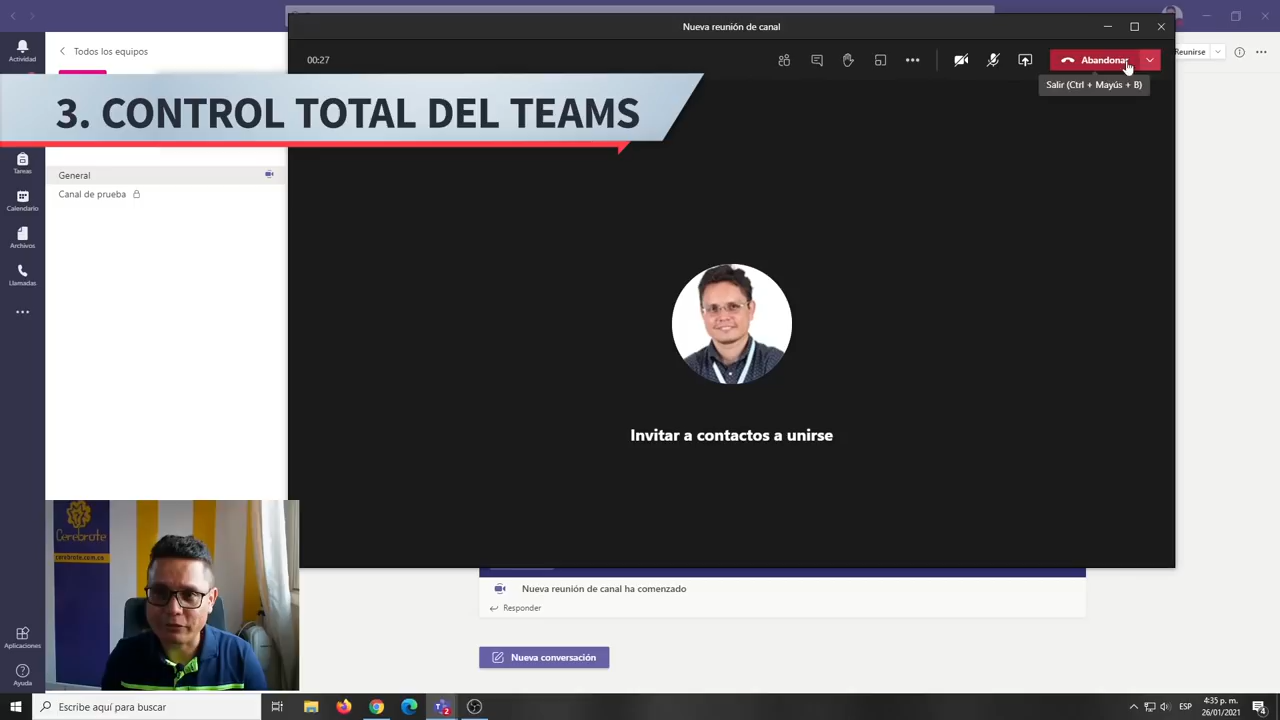 Nueva reunión de canal
Actividad
Todos los equipos
Reunirse
00:27
Abandonar
Salir (Ctrl + Mayús + B)
3. CONTROL TOTAL DEL TEAMS
Tareas
General
Canal de prueba
Calendario
Archivos
Llamadas
Invitar a contactos a unirse
Cerebrote
cerebrote.com.co
Nueva reunión de canal ha comenzado
Responder
Aplicaciones
Nueva conversación
Ayuda
Escribe aquí para buscar
2
ESP
4:35 p. m.
26/01/2021
4